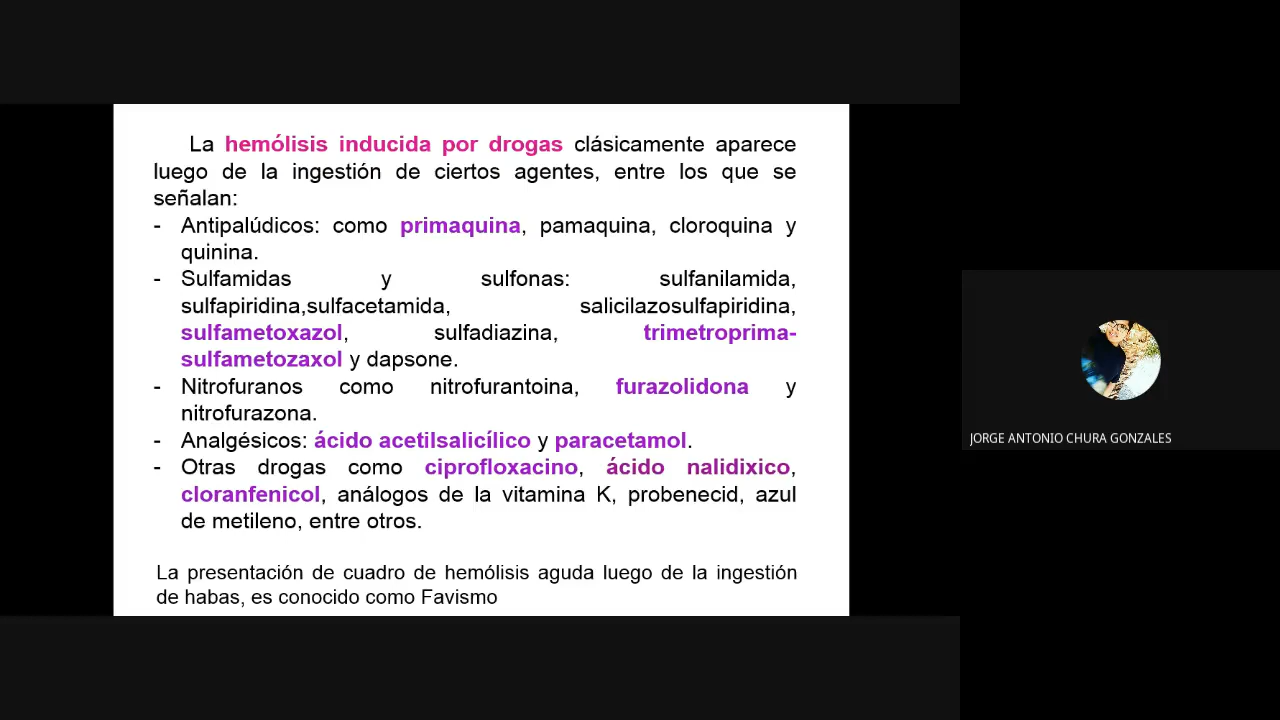 La hemólisis inducida por drogas clásicamente aparece
luego de la ingestión de ciertos agentes, entre los que se
señalan:
- Antipalúdicos: como primaquina, pamaquina, cloroquina y
quinina.
- Sulfamidas y sulfonas: sulfanilamida,
sulfapiridina,sulfacetamida, salicilazosulfapiridina,
sulfametoxazol, sulfadiazina, trimetroprima-
sulfametozaxol y dapsone.
- Nitrofuranos como nitrofurantoina, furazolidona y
nitrofurazona.
- Analgésicos: ácido acetilsalicílico y paracetamol.
- Otras drogas como ciprofloxacino, ácido nalidixico,
cloranfenicol, análogos de la vitamina K, probenecid, azul
de metileno, entre otros.
La presentación de cuadro de hemólisis aguda luego de la ingestión
de habas, es conocido como Favismo
JORGE ANTONIO CHURA GONZALES